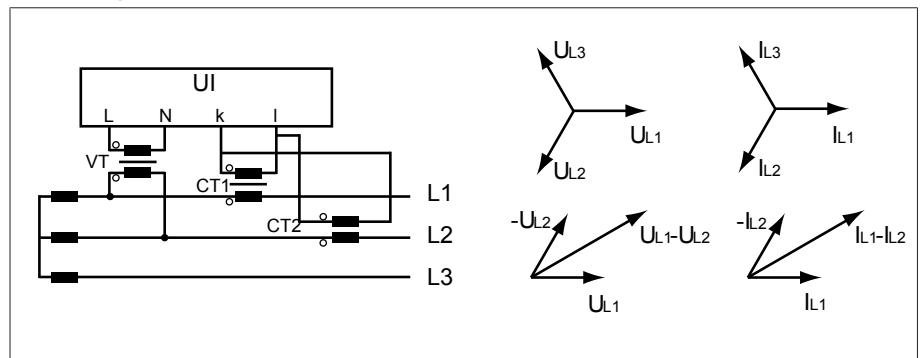 UI
L N k l
VT
CT1
CT2
L1
L2
L3
UL3
UL1
UL2
IL3
IL1
IL2
-UL2
UL1-UL2
UL1
-IL2
IL1-IL2
IL1